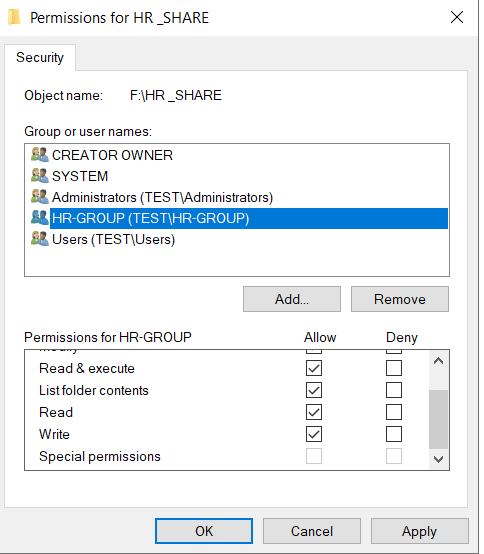 Permissions for HR _SHARE
Security
Object name: F:\HR _SHARE
Group or user names:
CREATOR OWNER
SYSTEM
Administrators (TEST\Administrators)
HR-GROUP (TEST\HR-GROUP)
Users (TEST\Users)
Add... Remove
Permissions for HR-GROUP Allow Deny
Modify
Read & execute
List folder contents
Read
Write
Special permissions
OK Cancel Apply